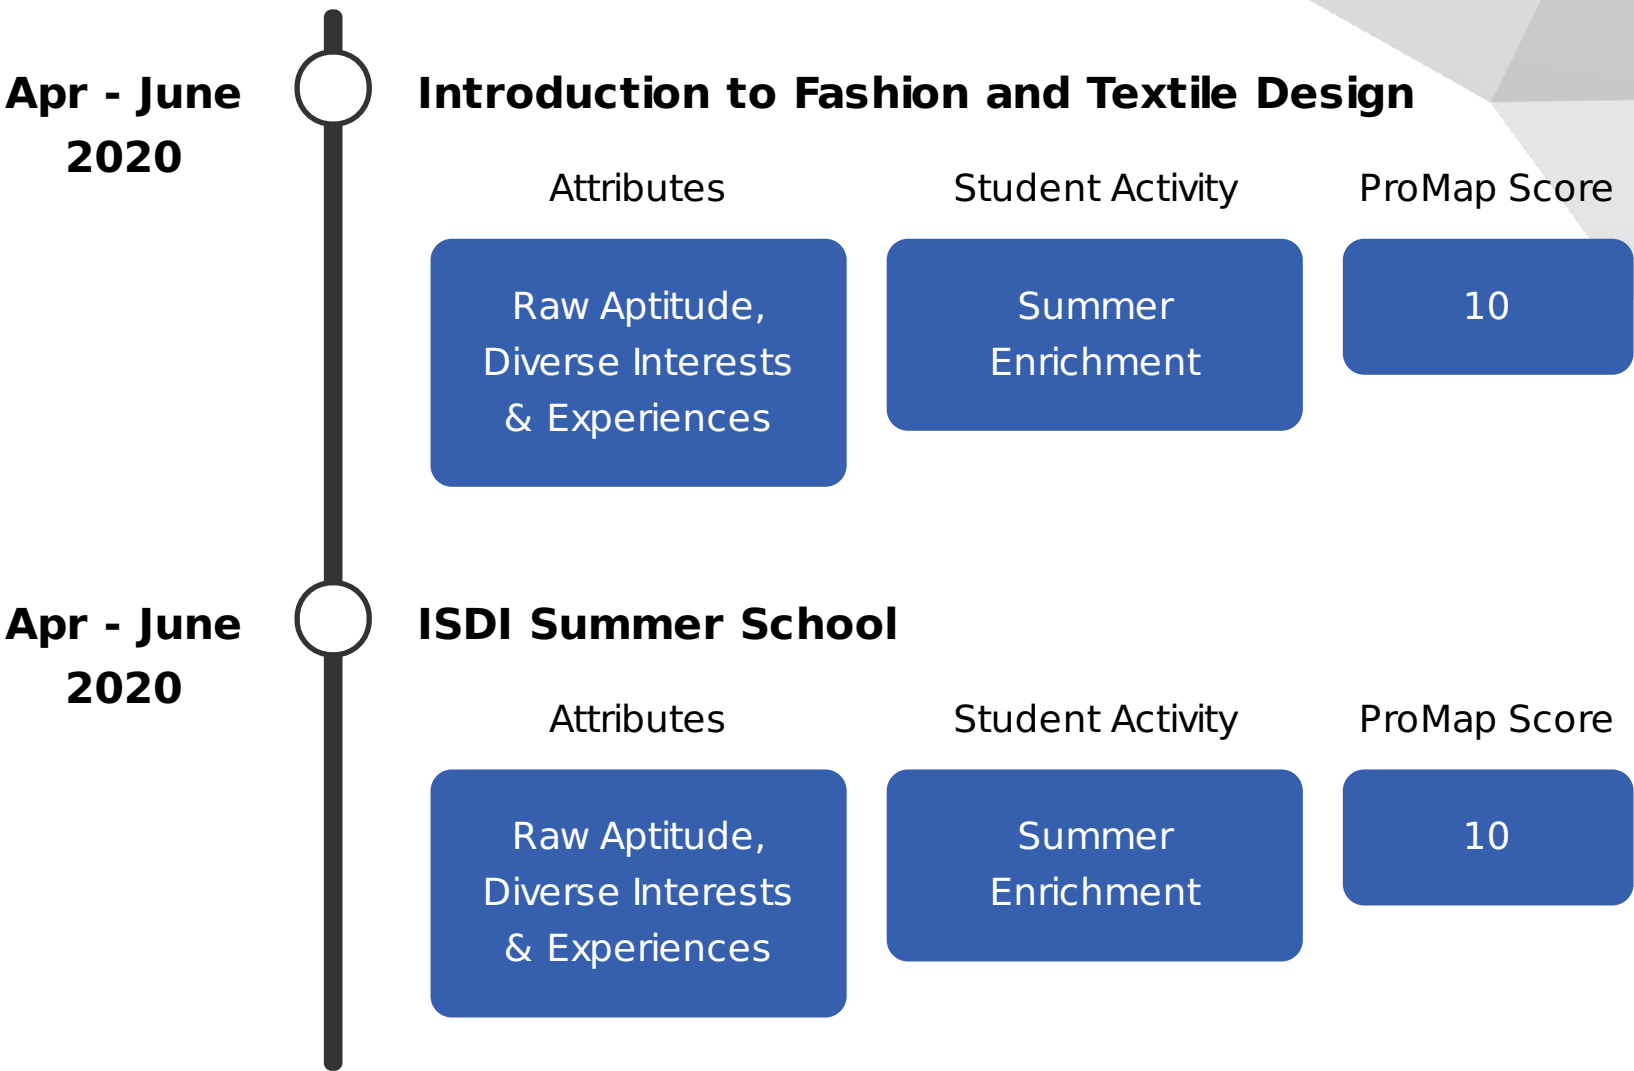 Apr - June
2020
Introduction to Fashion and Textile Design
Attributes
Student Activity
ProMap Score
Raw Aptitude,
Diverse Interests
& Experiences
Summer
Enrichment
10
Apr - June
2020
ISDI Summer School
Attributes
Student Activity
ProMap Score
Raw Aptitude,
Diverse Interests
& Experiences
Summer
Enrichment
10